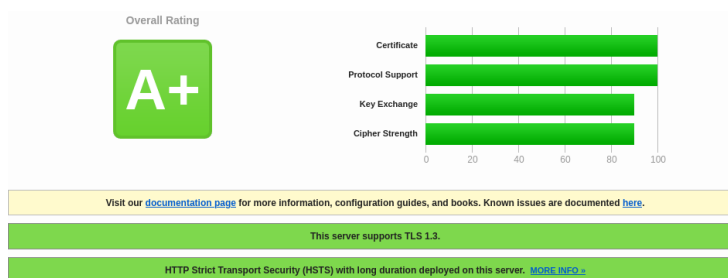 Overall Rating
A+
Certificate
Protocol Support
Key Exchange
Cipher Strength
0 20 40 60 80 100
Visit our documentation page for more information, configuration guides, and books. Known issues are documented here.
This server supports TLS 1.3.
HTTP Strict Transport Security (HSTS) with long duration deployed on this server. MORE INFO »